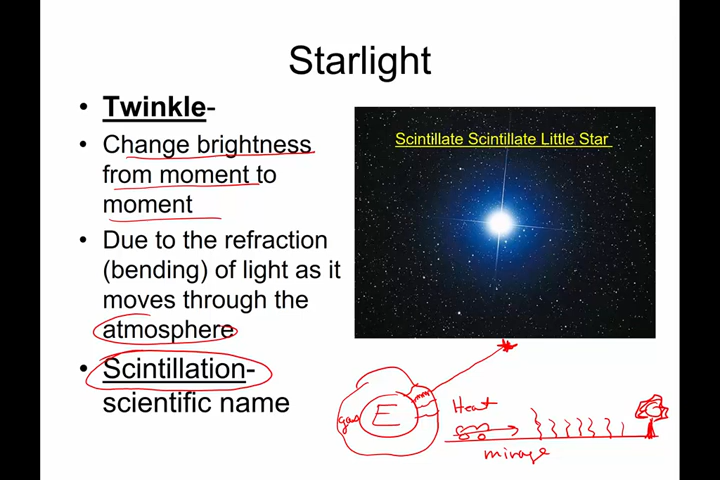 Starlight
• Twinkle-
• Change brightness
from moment to
moment
• Due to the refraction
(bending) of light as it
moves through the
atmosphere
• Scintillation-
scientific name
Scintillate Scintillate Little Star
gas
E
Heat
mirage